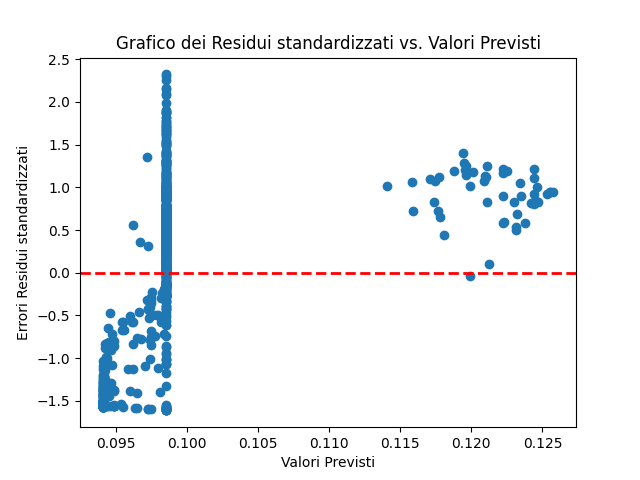 Grafico dei Residui standardizzati vs. Valori Previsti
2.5
2.0
1.5
1.0
0.5
0.0
−0.5
−1.0
−1.5
Errori Residui standardizzati
0.095 0.100 0.105 0.110 0.115 0.120 0.125
Valori Previsti